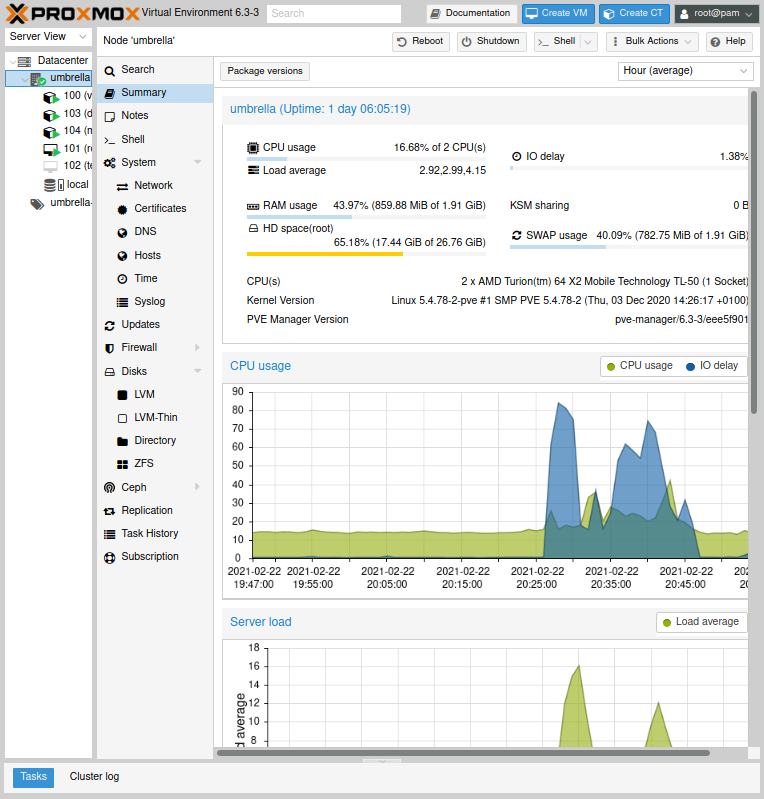 PROXMOX Virtual Environment 6.3-3 Search Documentation Create VM Create CT root@pam
Server View
Node 'umbrella' Reboot Shutdown Shell Bulk Actions Help
Datacenter
umbrella
100 (v
103 (d
104 (m
101 (r
102 (te
local
umbrella-
Search
Summary
Notes
Shell
System
Network
Certificates
DNS
Hosts
Time
Syslog
Updates
Firewall
Disks
LVM
LVM-Thin
Directory
ZFS
Ceph
Replication
Task History
Subscription
Package versions Hour (average)
umbrella (Uptime: 1 day 06:05:19)
CPU usage 16.68% of 2 CPU(s)
IO delay 1.38%
Load average 2.92,2.99,4.15
RAM usage 43.97% (859.88 MiB of 1.91 GiB)
KSM sharing 0 B
HD space(root)
65.18% (17.44 GiB of 26.76 GiB)
SWAP usage 40.09% (782.75 MiB of 1.91 GiB)
CPU(s) 2 x AMD Turion(tm) 64 X2 Mobile Technology TL-50 (1 Socket)
Kernel Version Linux 5.4.78-2-pve #1 SMP PVE 5.4.78-2 (Thu, 03 Dec 2020 14:26:17 +0100)
PVE Manager Version pve-manager/6.3-3/eee5f901
CPU usage CPU usage IO delay
90
80
70
60
50
40
30
20
10
0
2021-02-22 2021-02-22 2021-02-22 2021-02-22 2021-02-22 2021-02-22 2021-02-22 202
19:47:00 19:55:00 20:05:00 20:15:00 20:25:00 20:35:00 20:45:00 20:5
Server load Load average
18
16
14
12
10
8
d average
Tasks Cluster log